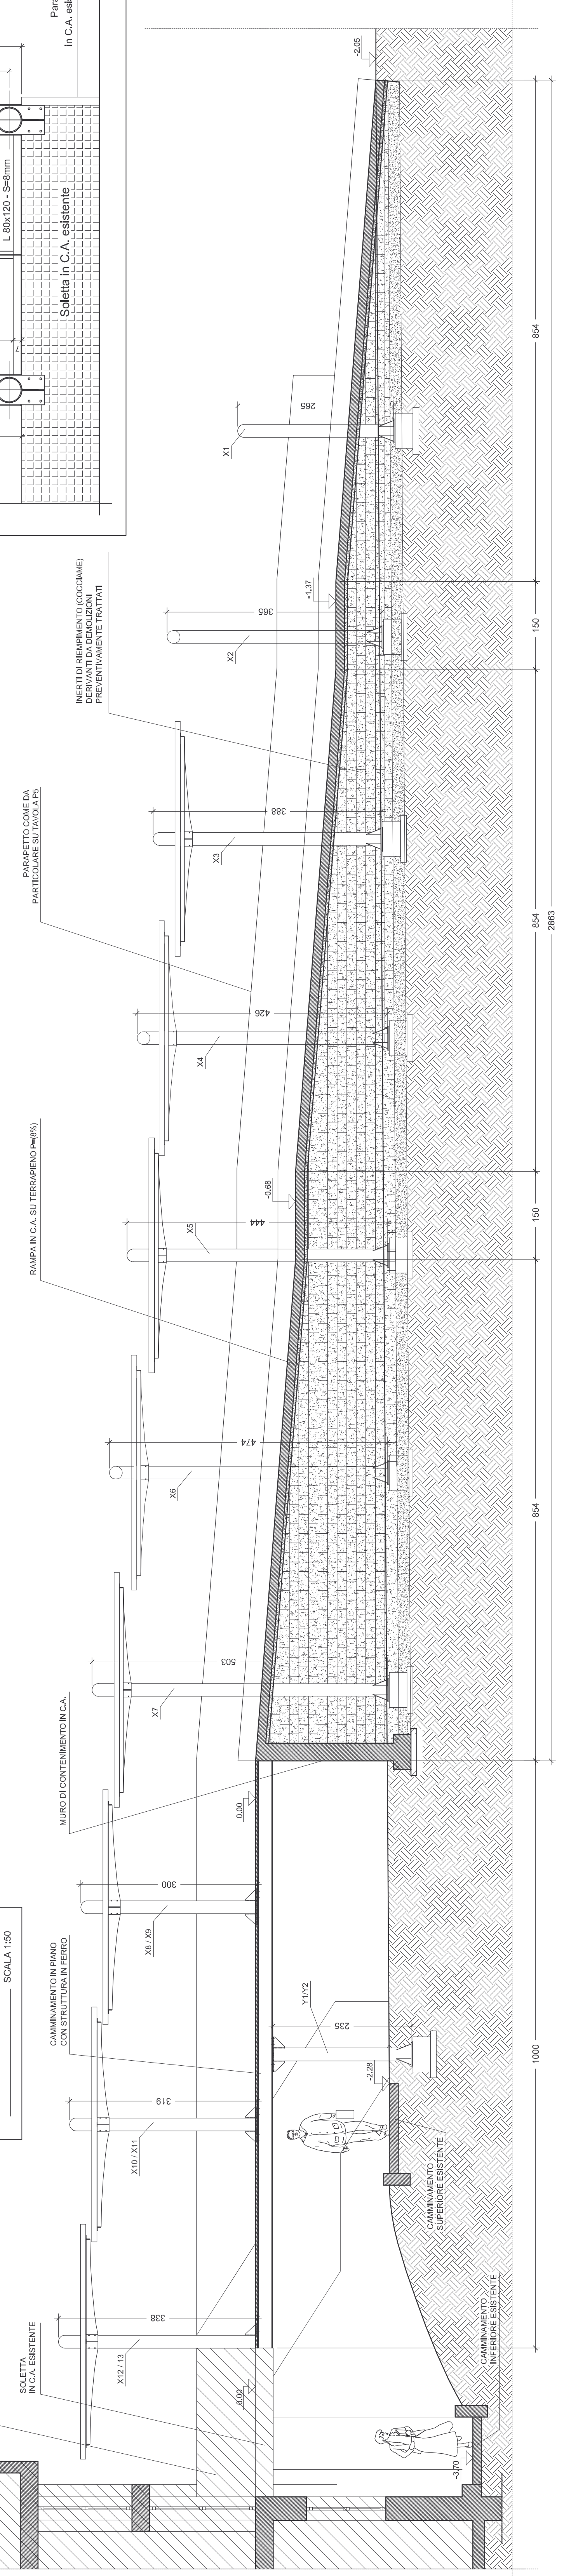 Para
In C.A. esis
L 80x120 - S=8mm
7
Soletta in C.A. esistente
-2.05
854
265
X1
INERTI DI RIEMPIMENTO (COCCIAME)
DERIVANTI DA DEMOLIZIONI
PREVENTIVAMENTE TRATTATI
-1.37
365
X2
150
PARAPETTO COME DA
PARTICOLARE SU TAVOLA P5
388
X3
854
2863
426
X4
RAMPA IN C.A. SU TERRAPIENO P=(8%)
-0.68
444
X5
150
474
X6
854
503
X7
MURO DI CONTENIMENTO IN C.A.
0.00
300
X8 / X9
SCALA 1:50
CAMMINAMENTO IN PIANO
CON STRUTTURA IN FERRO
Y1/Y2
235
319
X10 / X11
-2.28
1000
CAMMINAMENTO
SUPERIORE ESISTENTE
338
X12 / 13
SOLETTA
IN C.A. ESISTENTE
0.00
CAMMINAMENTO
INFERIORE ESISTENTE
-3.70